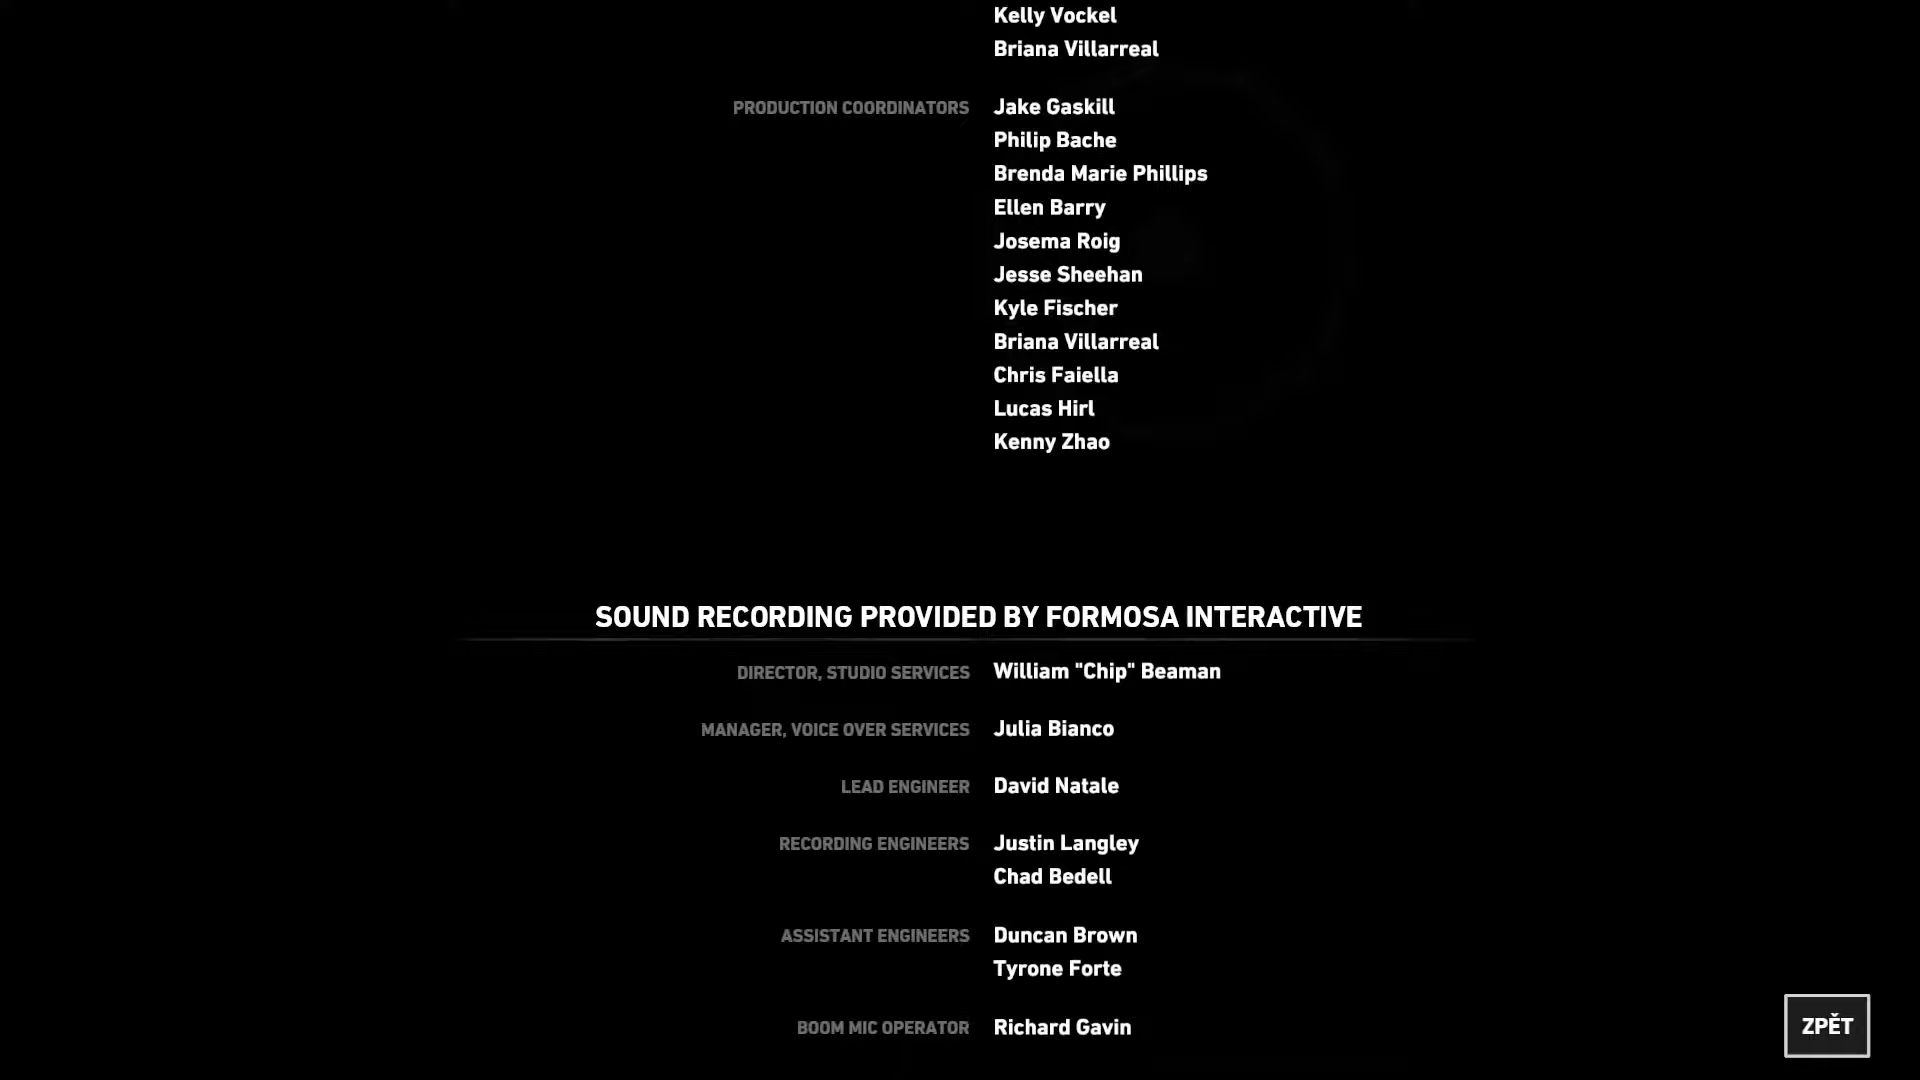 Kelly Vockel
Briana Villarreal
PRODUCTION COORDINATORS Jake Gaskill
Philip Bache
Brenda Marie Phillips
Ellen Barry
Josema Roig
Jesse Sheehan
Kyle Fischer
Briana Villarreal
Chris Faiella
Lucas Hirl
Kenny Zhao
SOUND RECORDING PROVIDED BY FORMOSA INTERACTIVE
DIRECTOR, STUDIO SERVICES William "Chip" Beaman
MANAGER, VOICE OVER SERVICES Julia Bianco
LEAD ENGINEER David Natale
RECORDING ENGINEERS Justin Langley
Chad Bedell
ASSISTANT ENGINEERS Duncan Brown
Tyrone Forte
BOOM MIC OPERATOR Richard Gavin
ZPĚT